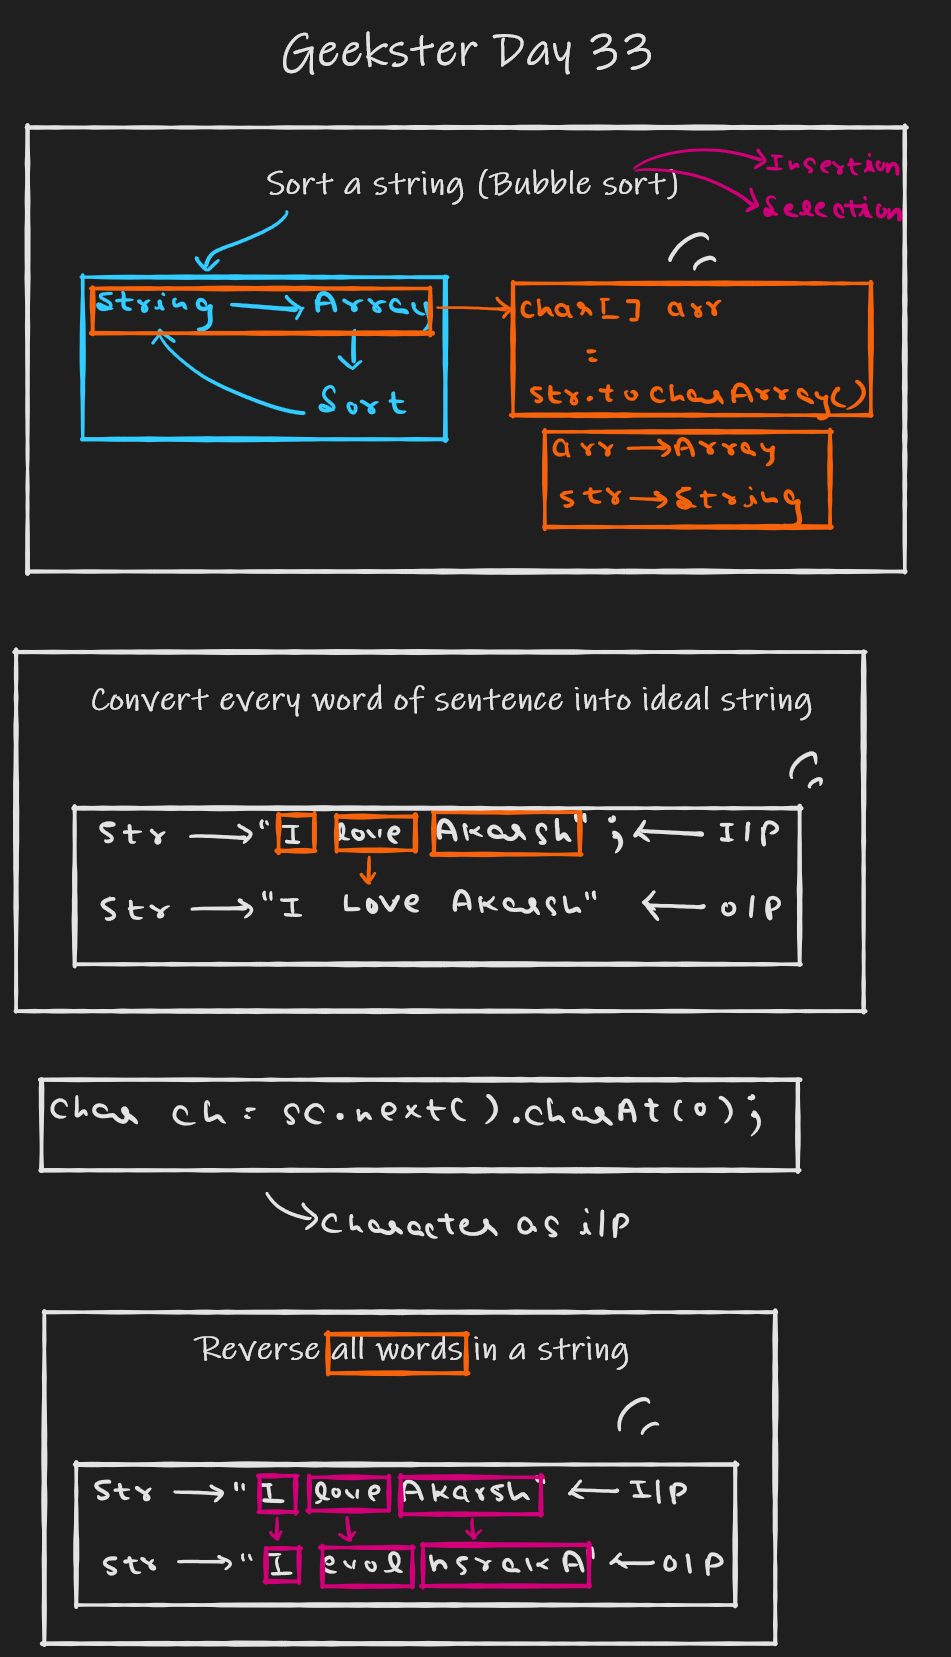 Geekster Day 33
Sort a string (Bubble sort)
Insertion
Selection
String → Array
Sort
char[] arr
=
str.toCharArray()
arr → Array
str → String
Convert every word of sentence into ideal string
Str → "I love Akarsh"; ← I/P
Str → "I Love Akarsh" ← O/P
Char ch = sc.next().charAt(0);
Character as i/p
Reverse all words in a string
Str → "I love Akarsh" ← I/P
Str → "I evol hsrakA" ← O/P